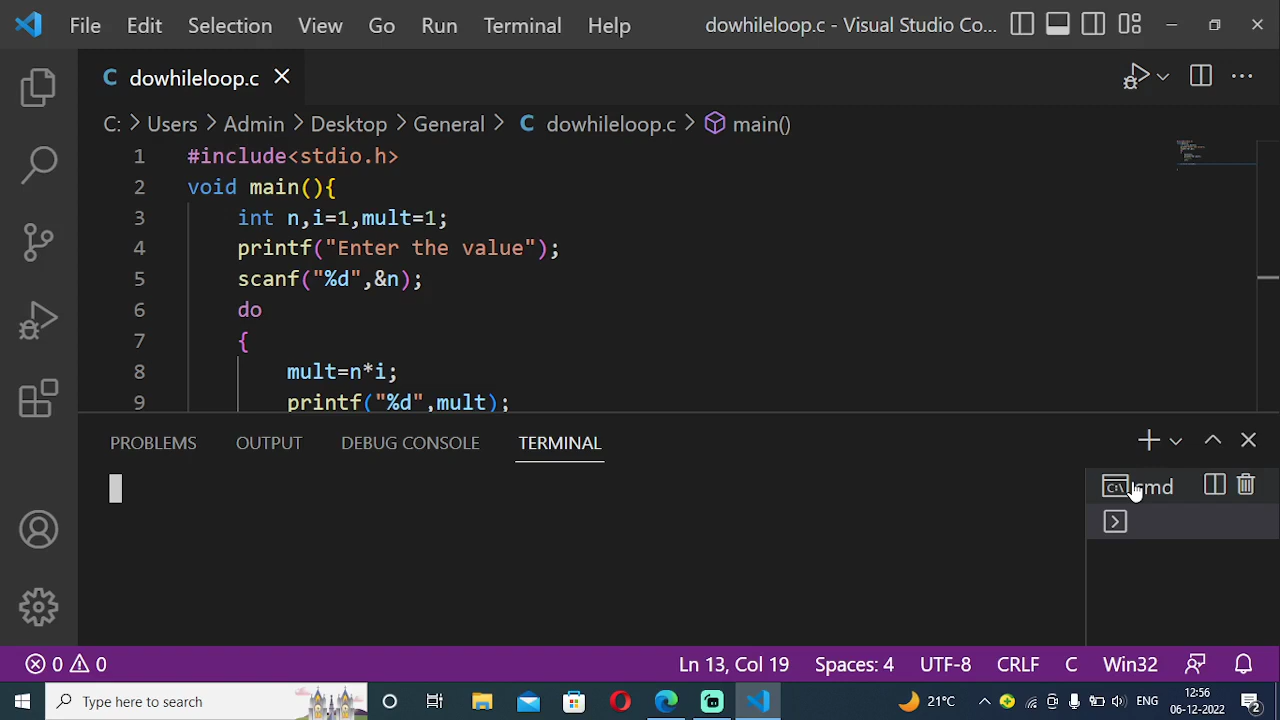 File Edit Selection View Go Run Terminal Help dowhileloop.c - Visual Studio Co...
C dowhileloop.c
C: > Users > Admin > Desktop > General > C dowhileloop.c > main()
1 #include<stdio.h>
2 void main(){
3 int n,i=1,mult=1;
4 printf("Enter the value");
5 scanf("%d",&n);
6 do
7 {
8 mult=n*i;
9 printf("%d",mult);
PROBLEMS OUTPUT DEBUG CONSOLE TERMINAL
cmd
0 0 Ln 13, Col 19 Spaces: 4 UTF-8 CRLF C Win32
Type here to search 21°C ENG 12:56
06-12-2022 2